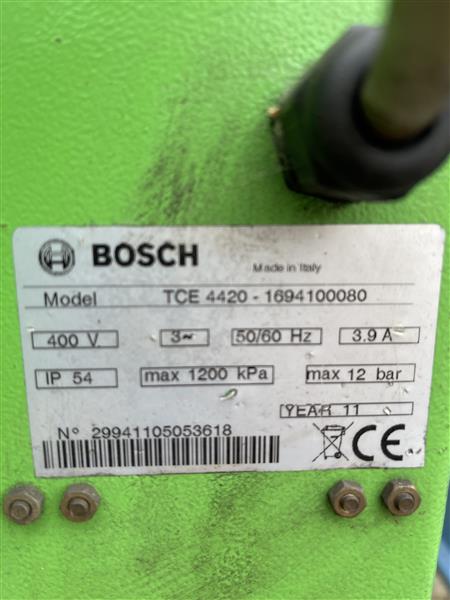 BOSCH
Made in Italy
Model TCE 4420 - 1694100080
400 V 3~ 50/60 Hz 3.9 A
IP 54 max 1200 kPa max 12 bar
YEAR 11
N° 29941105053618
CE